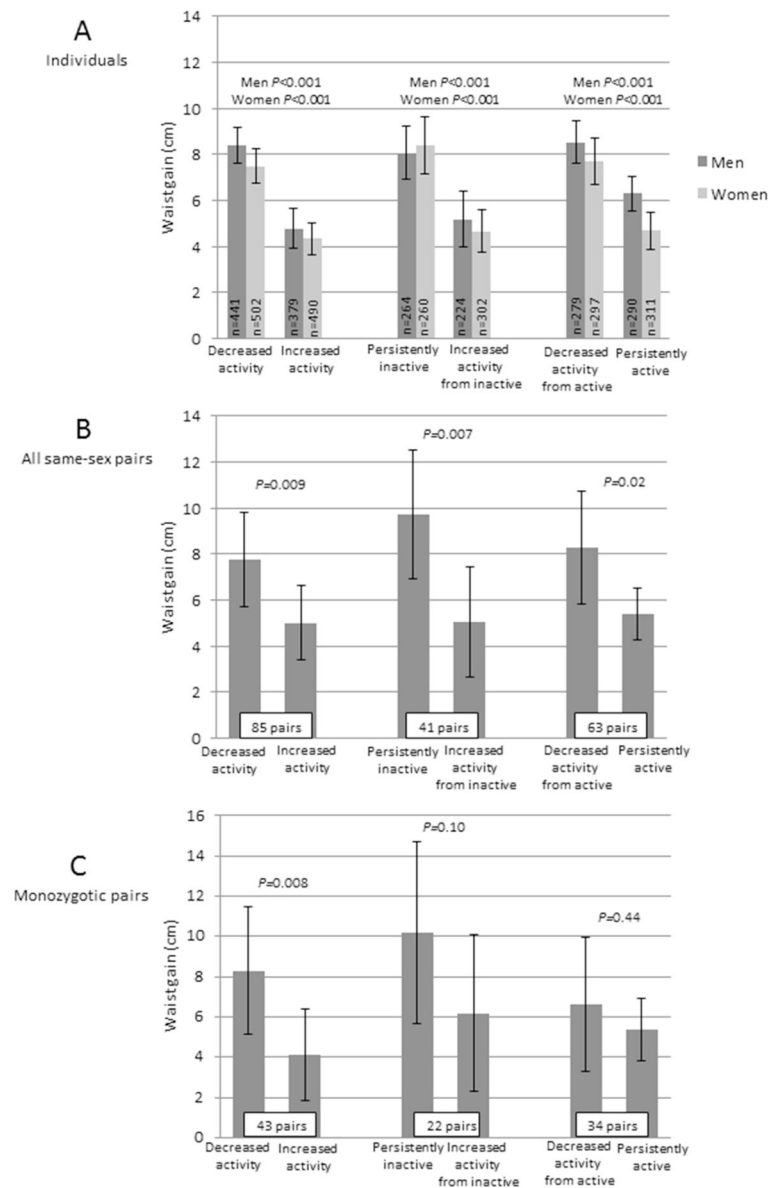 A
Individuals
Waistgain (cm)
14
12
10
8
6
4
2
0
Men P<0.001
Women P<0.001
Men P<0.001
Women P<0.001
Men P<0.001
Women P<0.001
Men
Women
n=441
n=502
n=379
n=490
n=264
n=260
n=224
n=302
n=279
n=297
n=290
n=311
Decreased
activity
Increased
activity
Persistently
inactive
Increased
activity
from inactive
Decreased
activity
from active
Persistently
active
B
All same-sex pairs
Waistgain (cm)
14
12
10
8
6
4
2
0
P=0.009
P=0.007
P=0.02
85 pairs
41 pairs
63 pairs
Decreased
activity
Increased
activity
Persistently
inactive
Increased
activity
from inactive
Decreased
activity
from active
Persistently
active
C
Monozygotic pairs
Waistgain (cm)
16
14
12
10
8
6
4
2
0
P=0.008
P=0.10
P=0.44
43 pairs
22 pairs
34 pairs
Decreased
activity
Increased
activity
Persistently
inactive
Increased
activity
from inactive
Decreased
activity
from active
Persistently
active